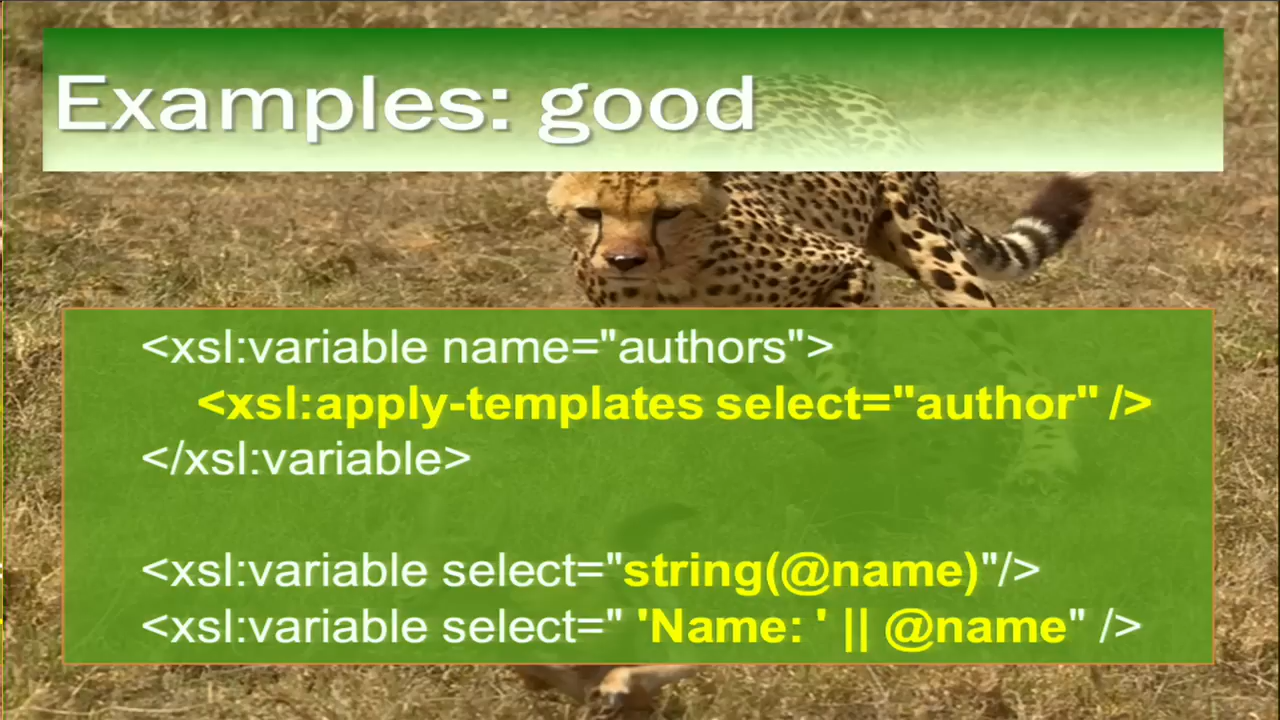 Examples: good
<xsl:variable name="authors">
<xsl:apply-templates select="author" />
</xsl:variable>
<xsl:variable select="string(@name)"/>
<xsl:variable select=" 'Name: ' || @name" />